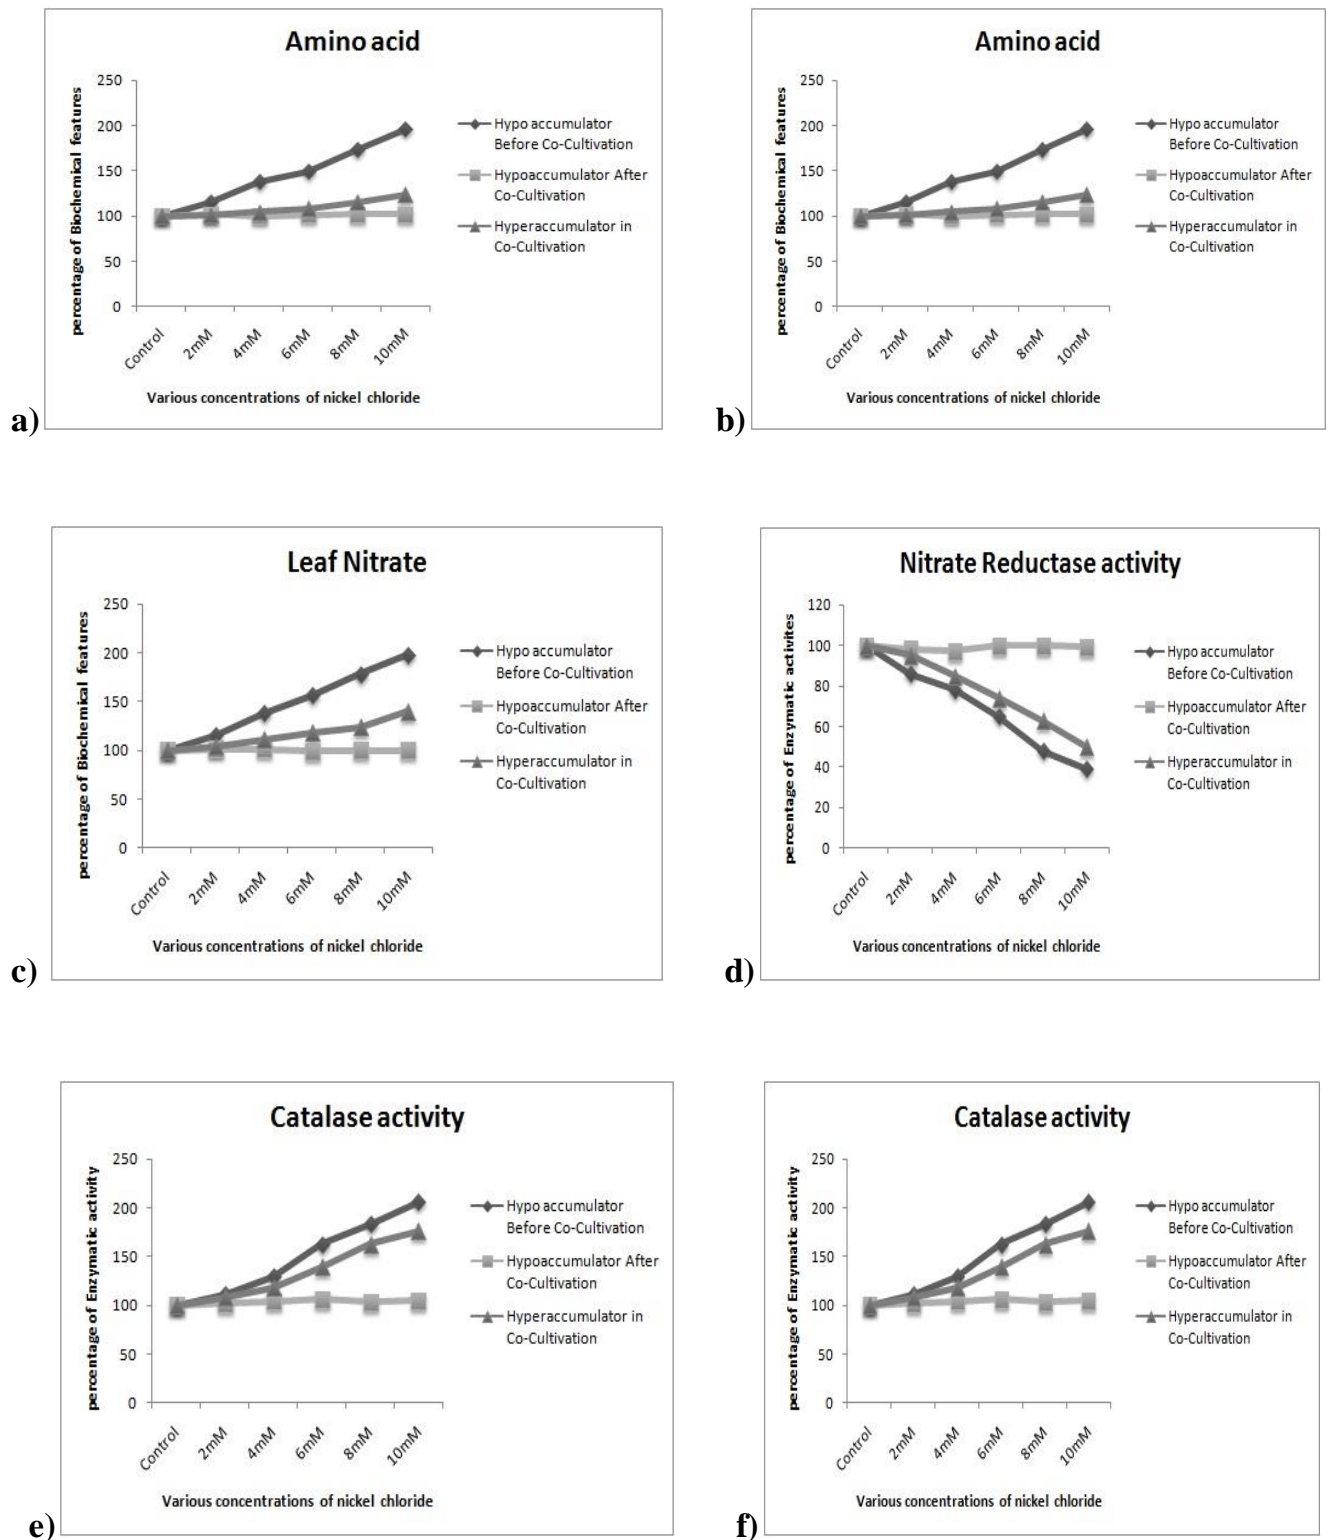 Amino acid
250
200
150
100
50
0
percentage of Biochemical features
Control
2mM
4mM
6mM
8mM
10mM
Various concentrations of nickel chloride
Hypo accumulator
Before Co-Cultivation
Hypoaccumulator After
Co-Cultivation
Hyperaccumulator in
Co-Cultivation
a)
Amino acid
250
200
150
100
50
0
percentage of Biochemical features
Control
2mM
4mM
6mM
8mM
10mM
Various concentrations of nickel chloride
Hypo accumulator
Before Co-Cultivation
Hypoaccumulator After
Co-Cultivation
Hyperaccumulator in
Co-Cultivation
b)
Leaf Nitrate
250
200
150
100
50
0
percentage of Biochemical features
Control
2mM
4mM
6mM
8mM
10mM
Various concentrations of nickel chloride
Hypo accumulator
Before Co-Cultivation
Hypoaccumulator After
Co-Cultivation
Hyperaccumulator in
Co-Cultivation
c)
Nitrate Reductase activity
120
100
80
60
40
20
0
percentage of Enzymatic activites
Control
2mM
4mM
6mM
8mM
10mM
Various concentrations of nickel chloride
Hypo accumulator
Before Co-Cultivation
Hypoaccumulator After
Co-Cultivation
Hyperaccumulator in
Co-Cultivation
d)
Catalase activity
250
200
150
100
50
0
percentage of Enzymatic activity
Control
2mM
4mM
6mM
8mM
10mM
Various concentrations of nickel chloride
Hypo accumulator
Before Co-Cultivation
Hypoaccumulator After
Co-Cultivation
Hyperaccumulator in
Co-Cultivation
e)
Catalase activity
250
200
150
100
50
0
percentage of Enzymatic activity
Control
2mM
4mM
6mM
8mM
10mM
Various concentrations of nickel chloride
Hypo accumulator
Before Co-Cultivation
Hypoaccumulator After
Co-Cultivation
Hyperaccumulator in
Co-Cultivation
f)